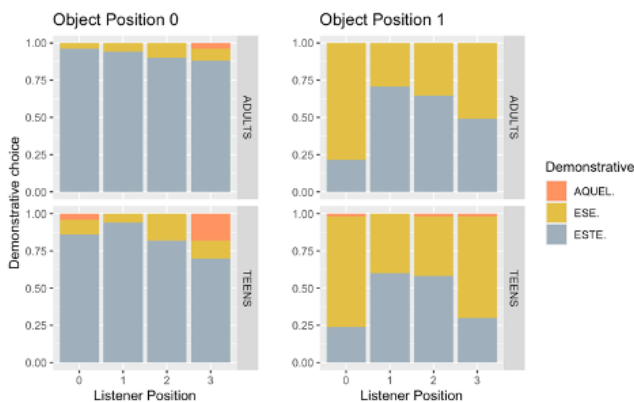 Object Position 0
Object Position 1
Demonstrative choice
1.00
0.75
0.50
0.25
0.00
ADULTS
1.00
0.75
0.50
0.25
0.00
ADULTS
1.00
0.75
0.50
0.25
0.00
TEENS
1.00
0.75
0.50
0.25
0.00
TEENS
0 1 2 3
0 1 2 3
Listener Position
Listener Position
Demonstrative
AQUEL.
ESE.
ESTE.